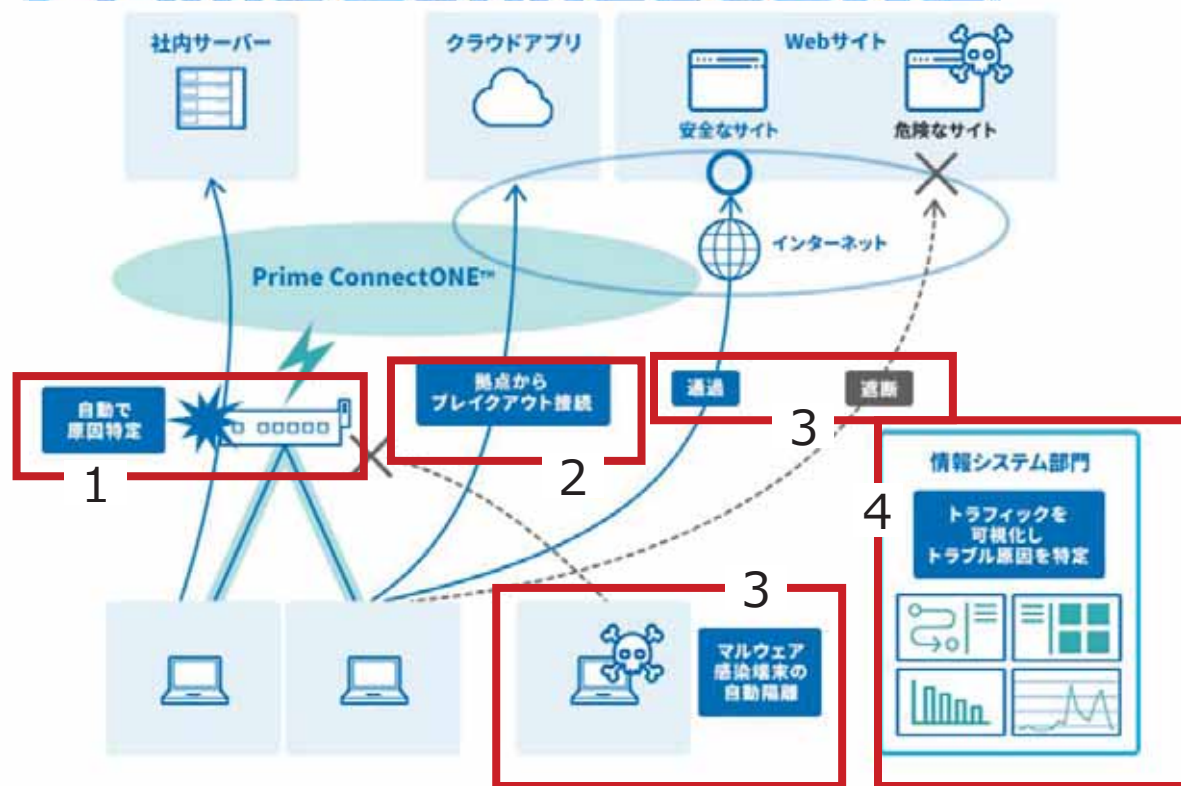 社内サーバー
クラウドアプリ
Webサイト
安全なサイト
危険なサイト
インターネット
Prime ConnectONE™
自動で
原因特定
1
拠点から
ブレイクアウト接続
2
通過
遮断
3
情報システム部門
4
トラフィックを
可視化し
トラブル原因を特定
3
マルウェア
感染端末の
自動隔離